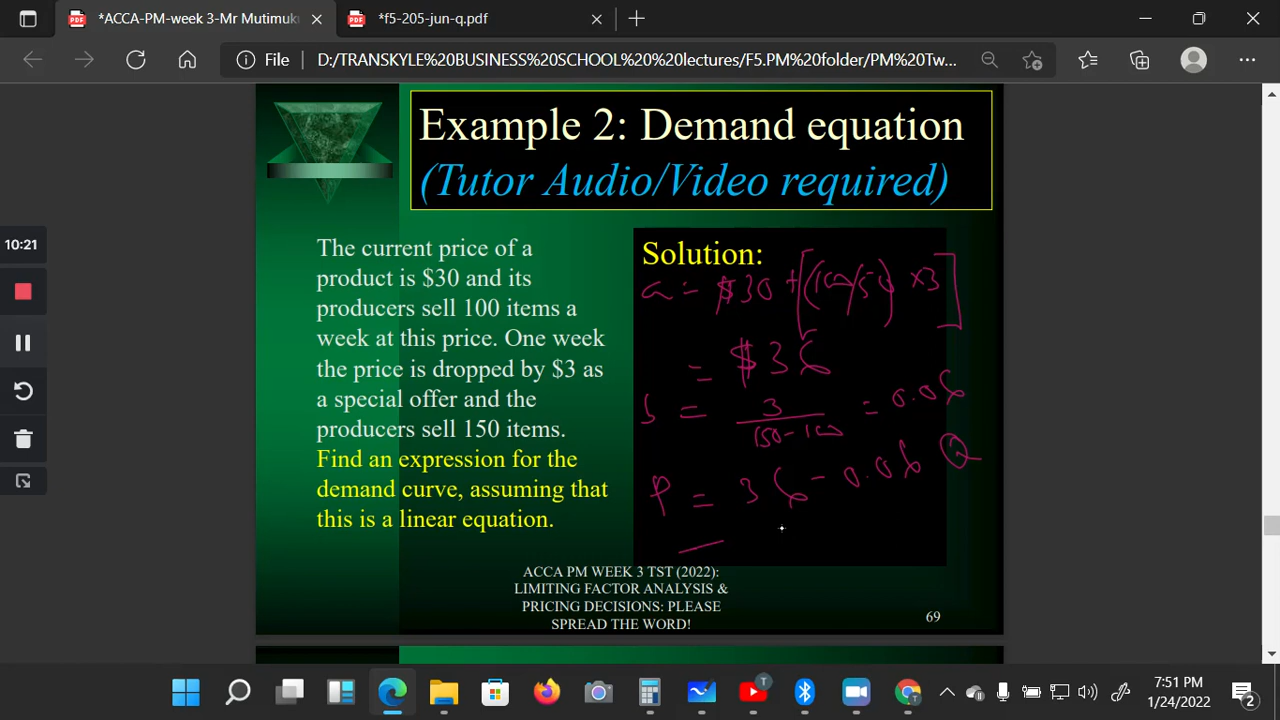 *ACCA-PM-week 3-Mr Mutimuku
*f5-205-jun-q.pdf
File
D:/TRANSKYLE%20BUSINESS%20SCHOOL%20%20lectures/F5.PM%20folder/PM%20Tw...
Example 2: Demand equation
(Tutor Audio/Video required)
10:21
The current price of a
product is $30 and its
producers sell 100 items a
week at this price. One week
the price is dropped by $3 as
a special offer and the
producers sell 150 items.
Find an expression for the
demand curve, assuming that
this is a linear equation.
Solution:
a = $30 + [(100/50) x3]
= $36
b = 3 / 150-100 = 0.06
P = 36 - 0.06 Q
ACCA PM WEEK 3 TST (2022):
LIMITING FACTOR ANALYSIS &
PRICING DECISIONS: PLEASE
SPREAD THE WORD!
69
7:51 PM
1/24/2022
2